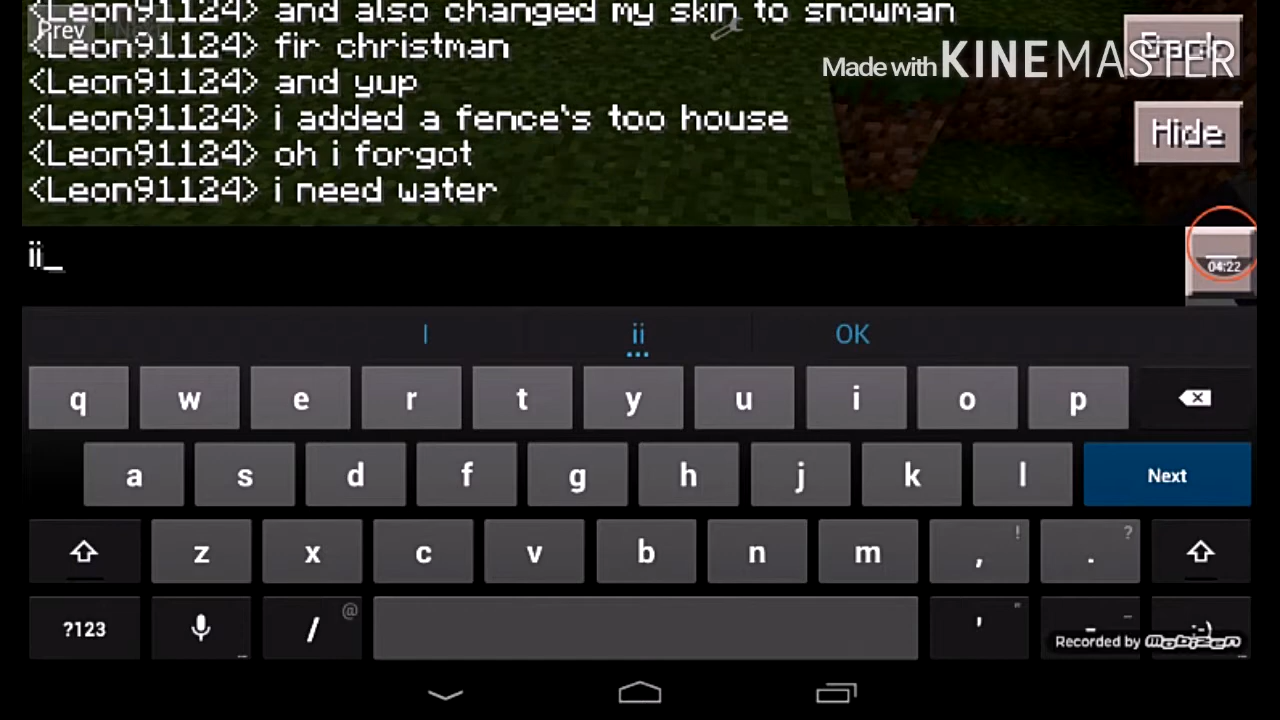 <Leon91124> and also changed my skin to snowman
Prev
<Leon91124> fir christman
Made with KINEMASTER
<Leon91124> and yup
<Leon91124> i added a fence's too house
Hide
<Leon91124> oh i forgot
<Leon91124> i need water
ii_
04:22
I ii OK
q w e r t y u i o p
a s d f g h j k l Next
z x c v b n m , ! . ?
?123 / @ ' " - _ :-)
Recorded by mobizen